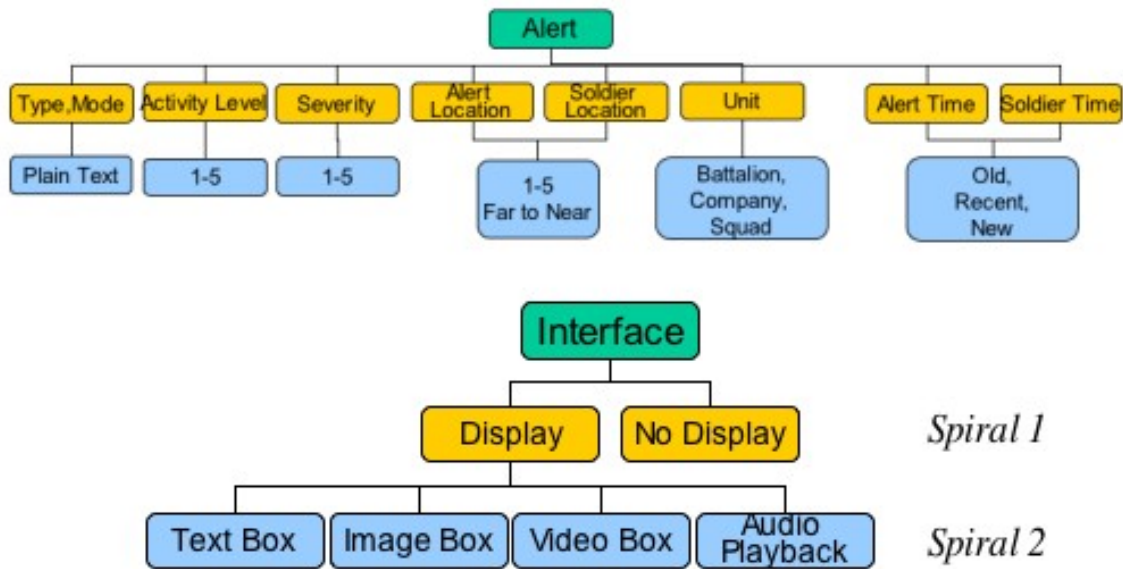 Alert
Type,Mode
Activity Level
Severity
Alert
Location
Soldier
Location
Unit
Alert Time
Soldier Time
Plain Text
1-5
1-5
1-5
Far to Near
Battalion,
Company,
Squad
Old,
Recent,
New
Interface
Display
No Display
Spiral 1
Text Box
Image Box
Video Box
Audio
Playback
Spiral 2